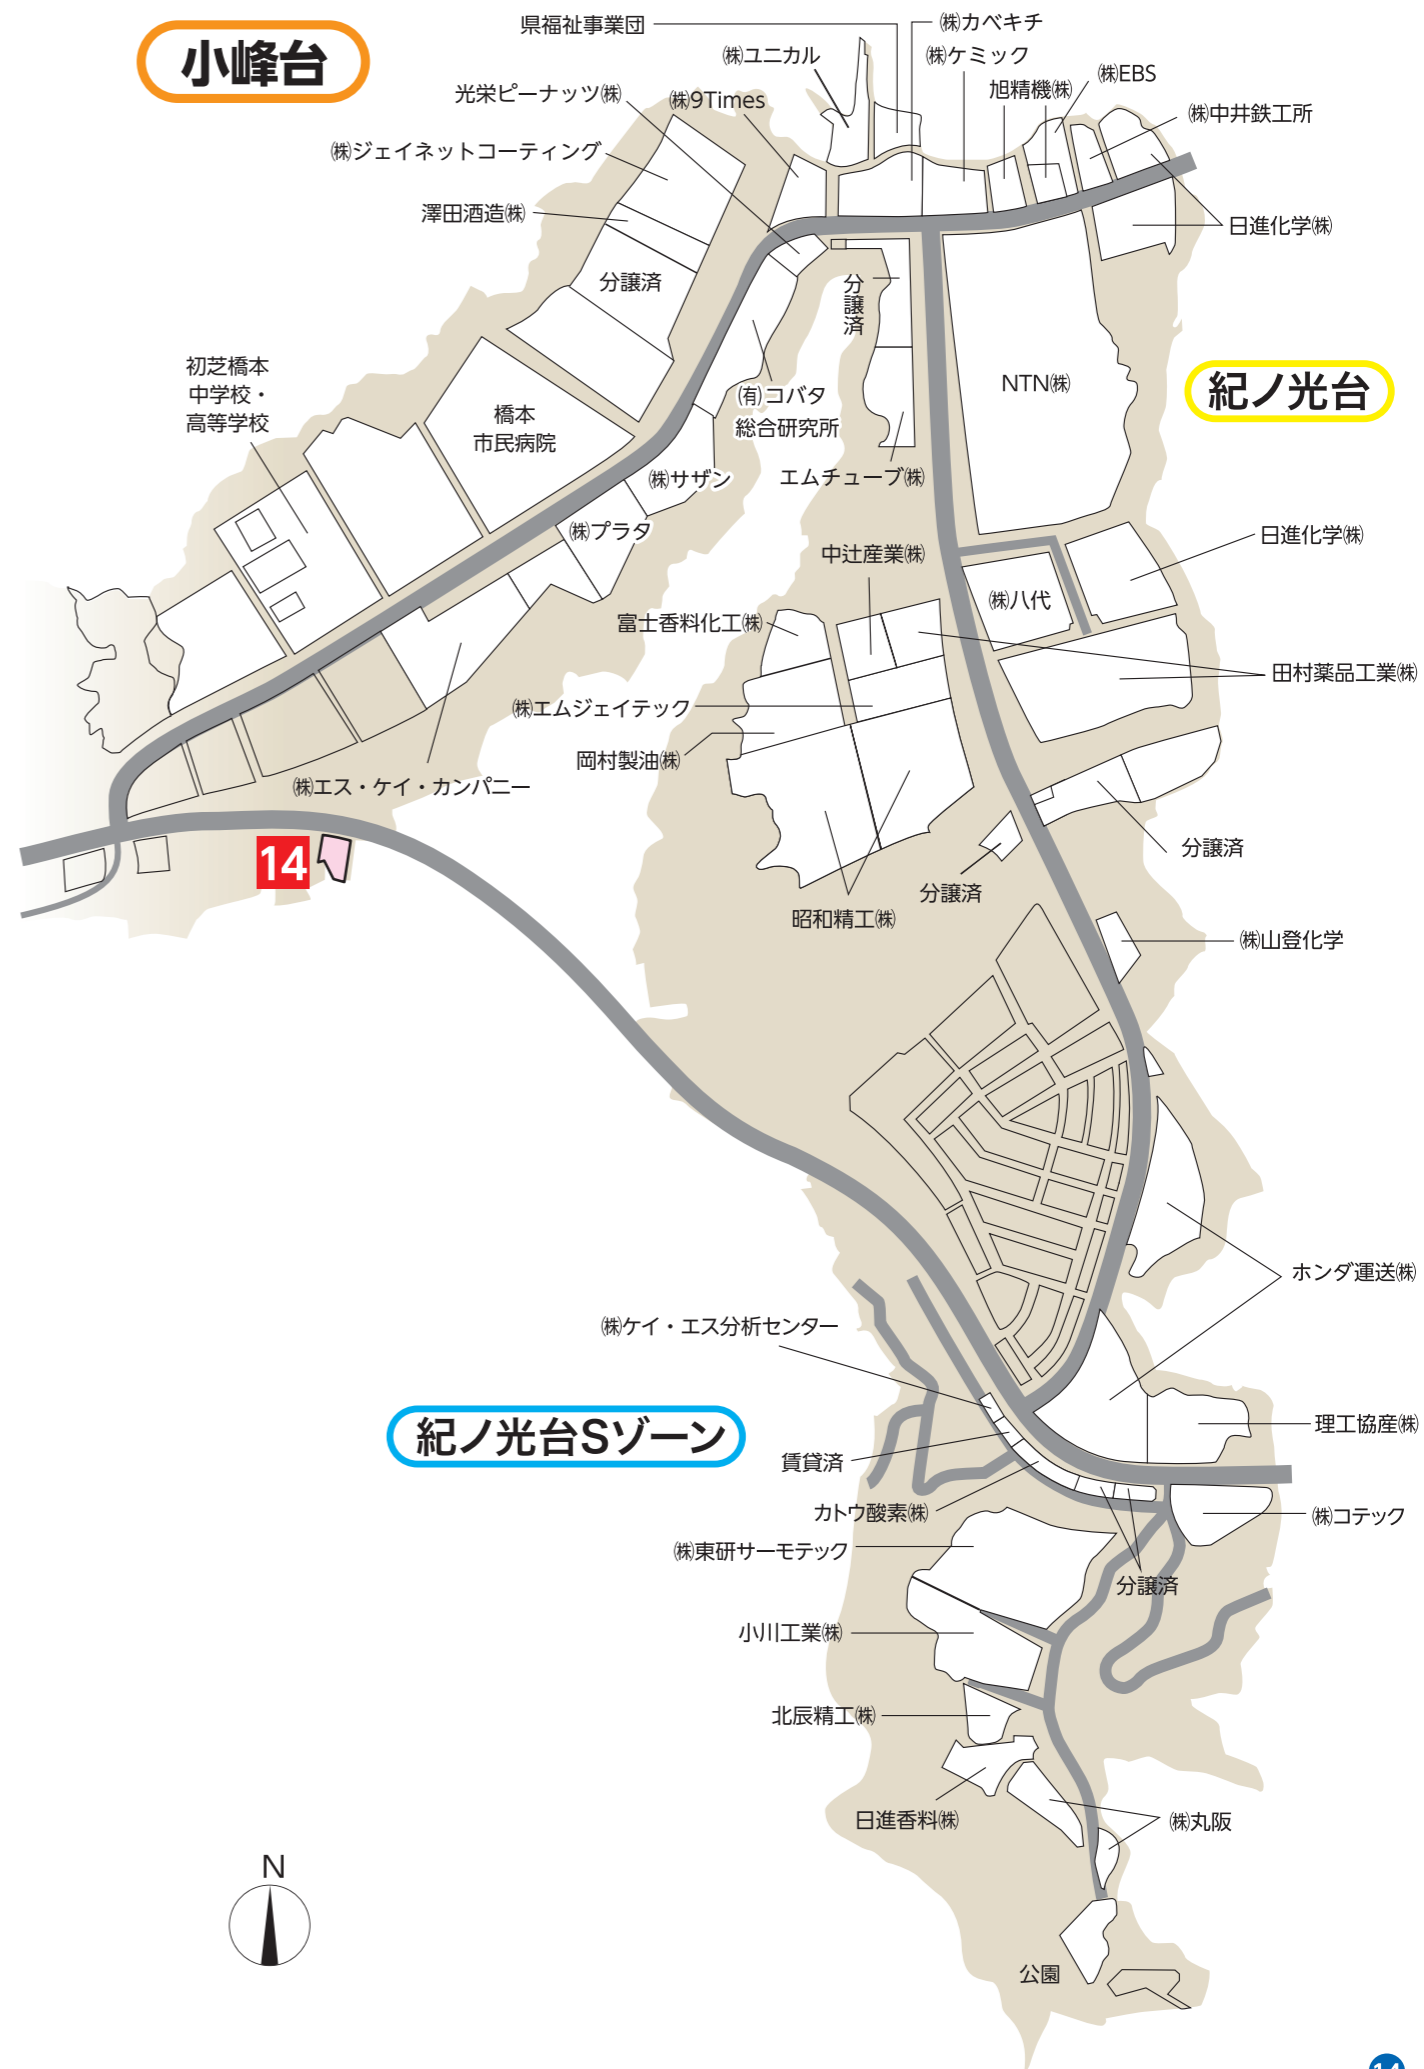 小峰台
県福祉事業団
㈱カベキチ
㈱ユニカル
㈱ケミック
㈱EBS
光栄ピーナッツ㈱
㈱9Times
旭精機㈱
㈱中井鉄工所
㈱ジェイネットコーティング
澤田酒造㈱
日進化学㈱
分譲済
分譲済
初芝橋本
中学校・
高等学校
橋本
市民病院
㈲コバタ
総合研究所
NTN㈱
紀ノ光台
㈱サザン
エムチューブ㈱
㈱プラタ
中辻産業㈱
日進化学㈱
㈱八代
富士香料化工㈱
田村薬品工業㈱
㈱エムジェイテック
岡村製油㈱
㈱エス・ケイ・カンパニー
14
分譲済
分譲済
昭和精工㈱
㈱山登化学
ホンダ運送㈱
㈱ケイ・エス分析センター
紀ノ光台Sゾーン
理工協産㈱
賃貸済
カトウ酸素㈱
㈱コテック
㈱東研サーモテック
分譲済
小川工業㈱
北辰精工㈱
日進香料㈱
㈱丸阪
N
公園
14